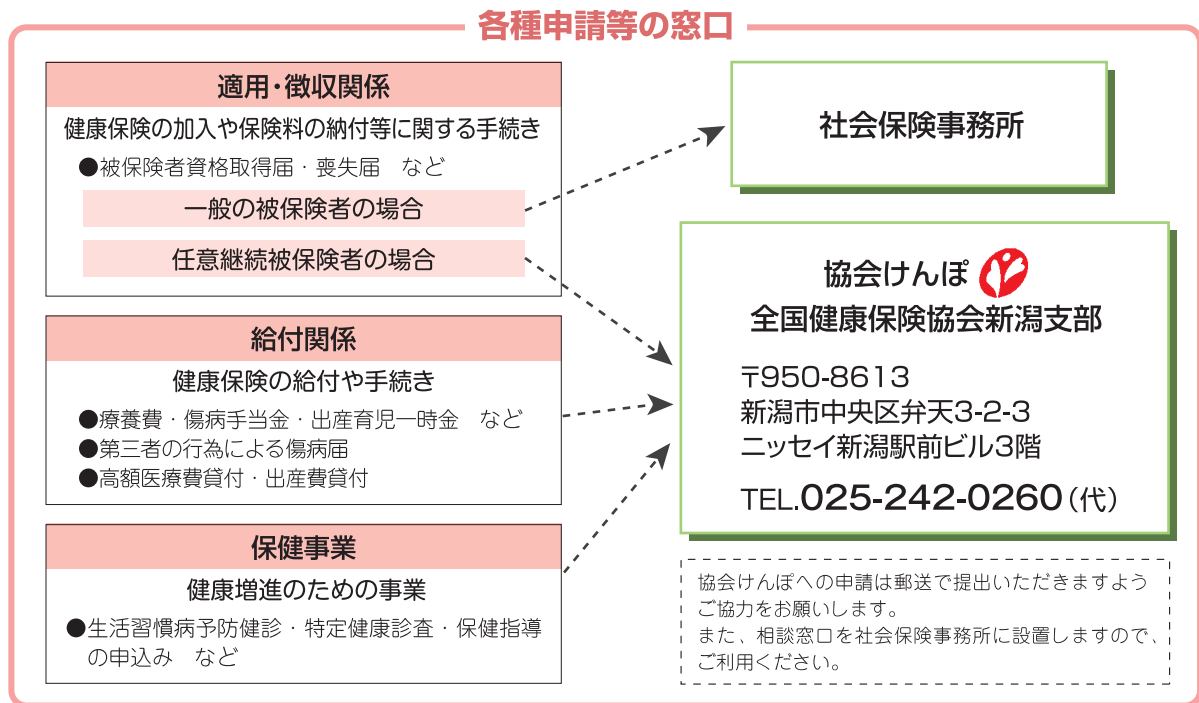 各種申請等の窓口
適用・徴収関係
健康保険の加入や保険料の納付等に関する手続き
●被保険者資格取得届・喪失届　など
一般の被保険者の場合
任意継続被保険者の場合
給付関係
健康保険の給付や手続き
●療養費・傷病手当金・出産育児一時金　など
●第三者の行為による傷病届
●高額医療費貸付・出産費貸付
保健事業
健康増進のための事業
●生活習慣病予防健診・特定健康診査・保健指導
の申込み　など
社会保険事務所
協会けんぽ
全国健康保険協会新潟支部
〒950-8613
新潟市中央区弁天3-2-3
ニッセイ新潟駅前ビル3階
TEL.025-242-0260(代)
協会けんぽへの申請は郵送で提出いただきますよう
ご協力をお願いします。
また、相談窓口を社会保険事務所に設置しますので、
ご利用ください。